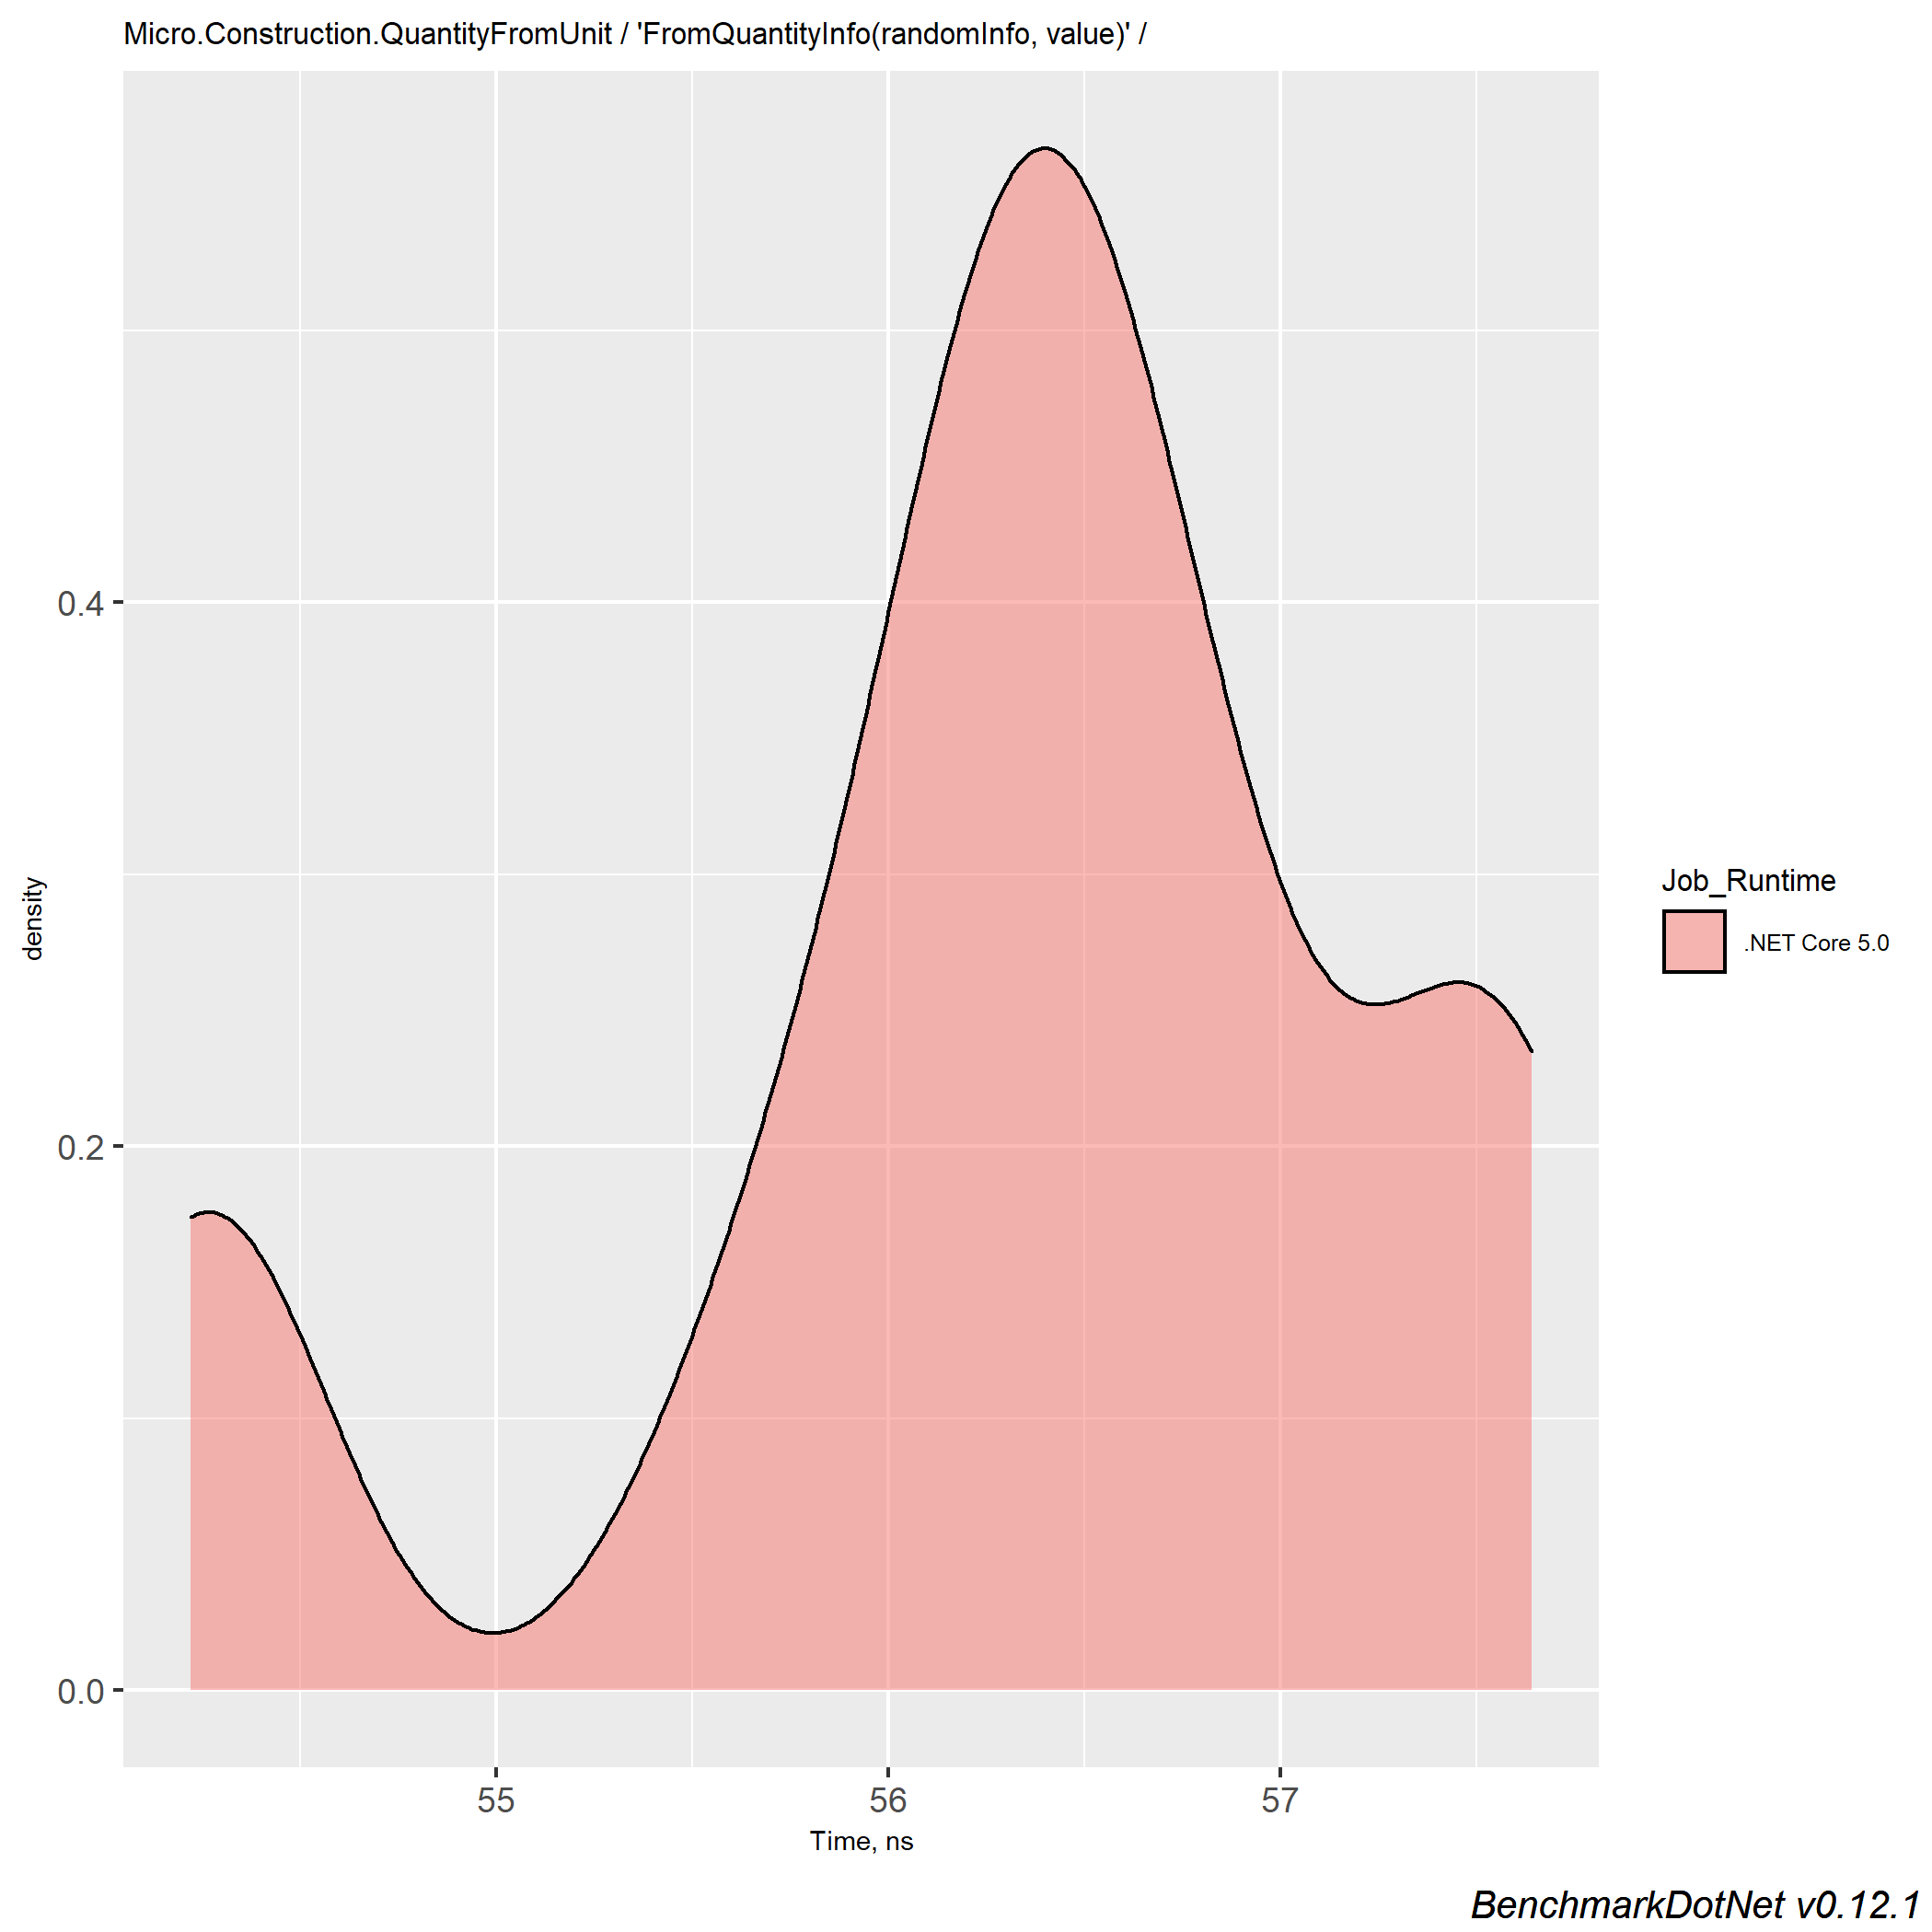 Micro.Construction.QuantityFromUnit / 'FromQuantityInfo(randomInfo, value)' /
density
0.4
0.2
0.0
55 56 57
Time, ns
Job_Runtime
.NET Core 5.0
BenchmarkDotNet v0.12.1